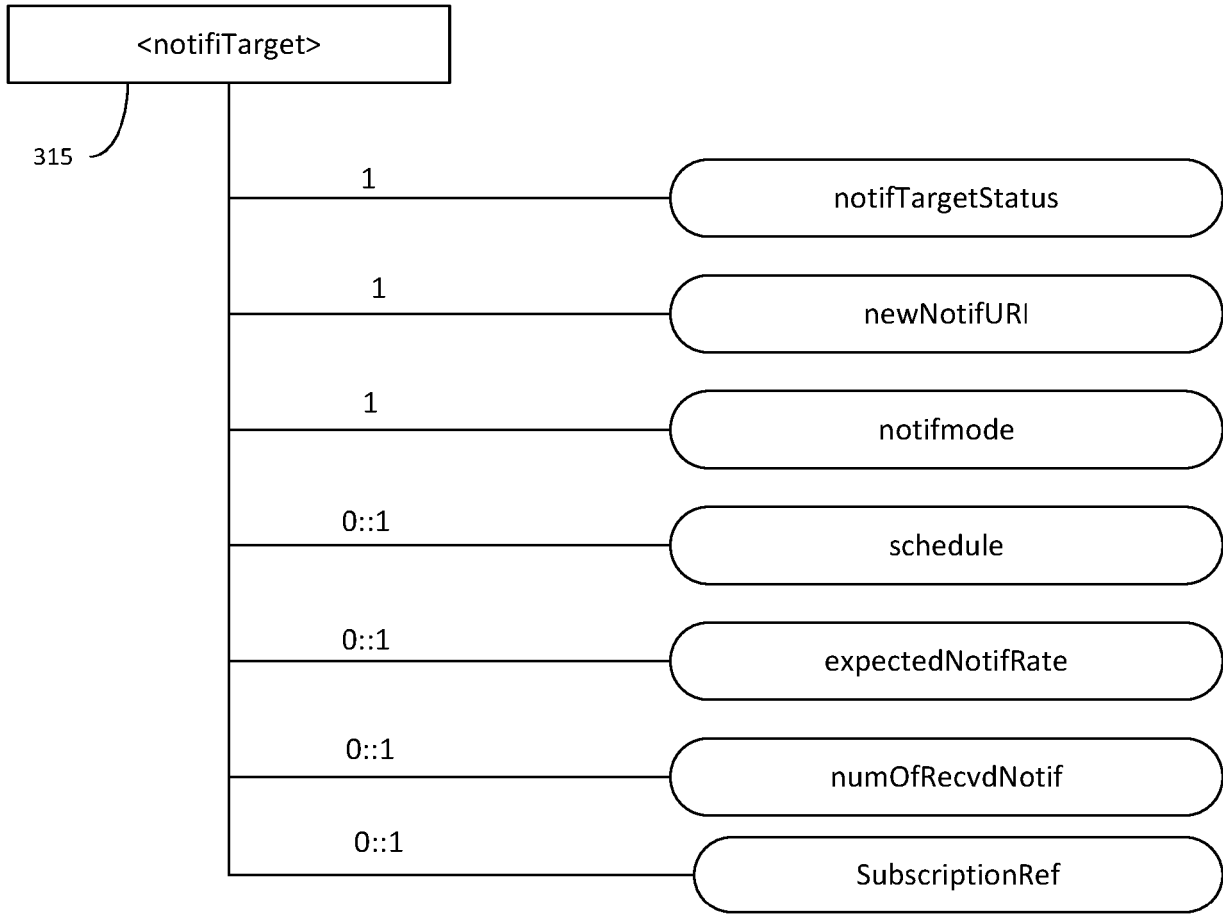 <notifiTarget>
315
1
notifTargetStatus
1
newNotifURI
1
notifmode
0::1
schedule
0::1
expectedNotifRate
0::1
numOfRecvdNotif
0::1
SubscriptionRef